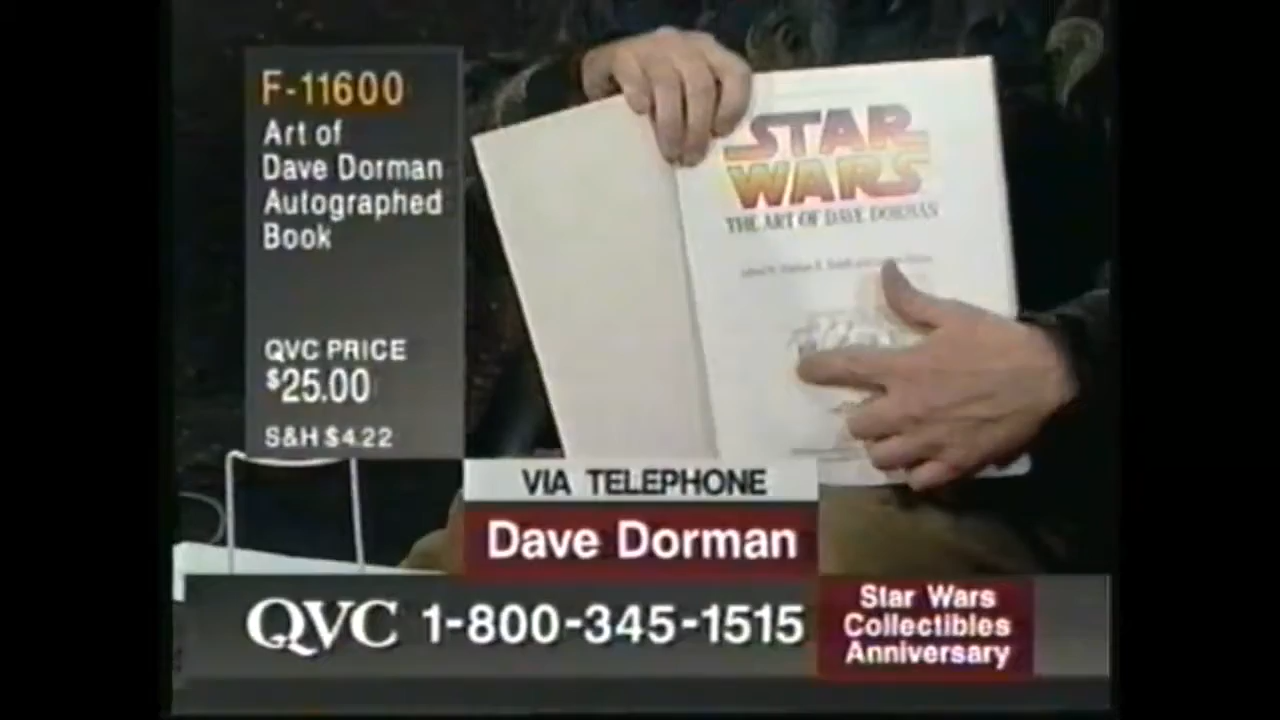 F-11600
Art of
Dave Dorman
Autographed
Book
QVC PRICE
$25.00
S&H $4.22
STAR
WARS
THE ART OF DAVE DORMAN
VIA TELEPHONE
Dave Dorman
QVC 1-800-345-1515
Star Wars
Collectibles
Anniversary